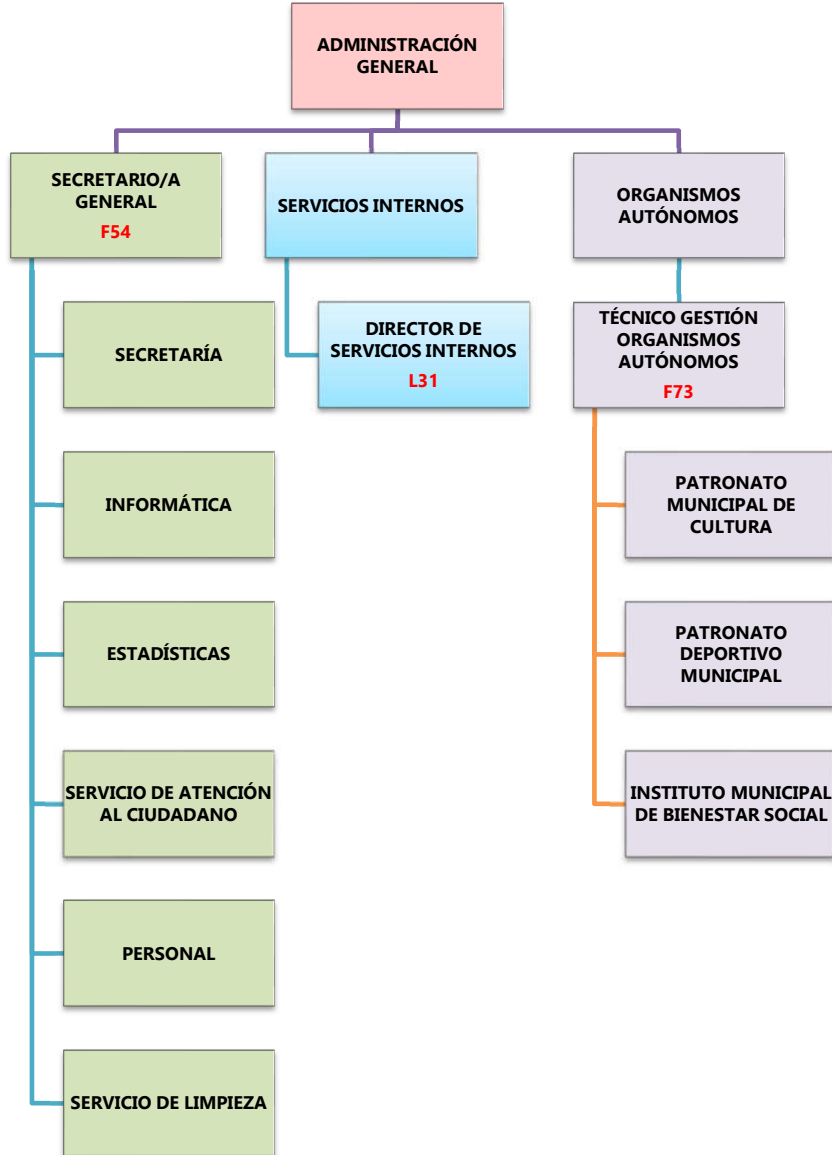 ADMINISTRACIÓN
GENERAL
SECRETARIO/A
GENERAL
F54
SERVICIOS INTERNOS
ORGANISMOS
AUTÓNOMOS
SECRETARÍA
DIRECTOR DE
SERVICIOS INTERNOS
L31
TÉCNICO GESTIÓN
ORGANISMOS
AUTÓNOMOS
F73
INFORMÁTICA
PATRONATO
MUNICIPAL DE
CULTURA
ESTADÍSTICAS
PATRONATO
DEPORTIVO
MUNICIPAL
SERVICIO DE ATENCIÓN
AL CIUDADANO
INSTITUTO MUNICIPAL
DE BIENESTAR SOCIAL
PERSONAL
SERVICIO DE LIMPIEZA